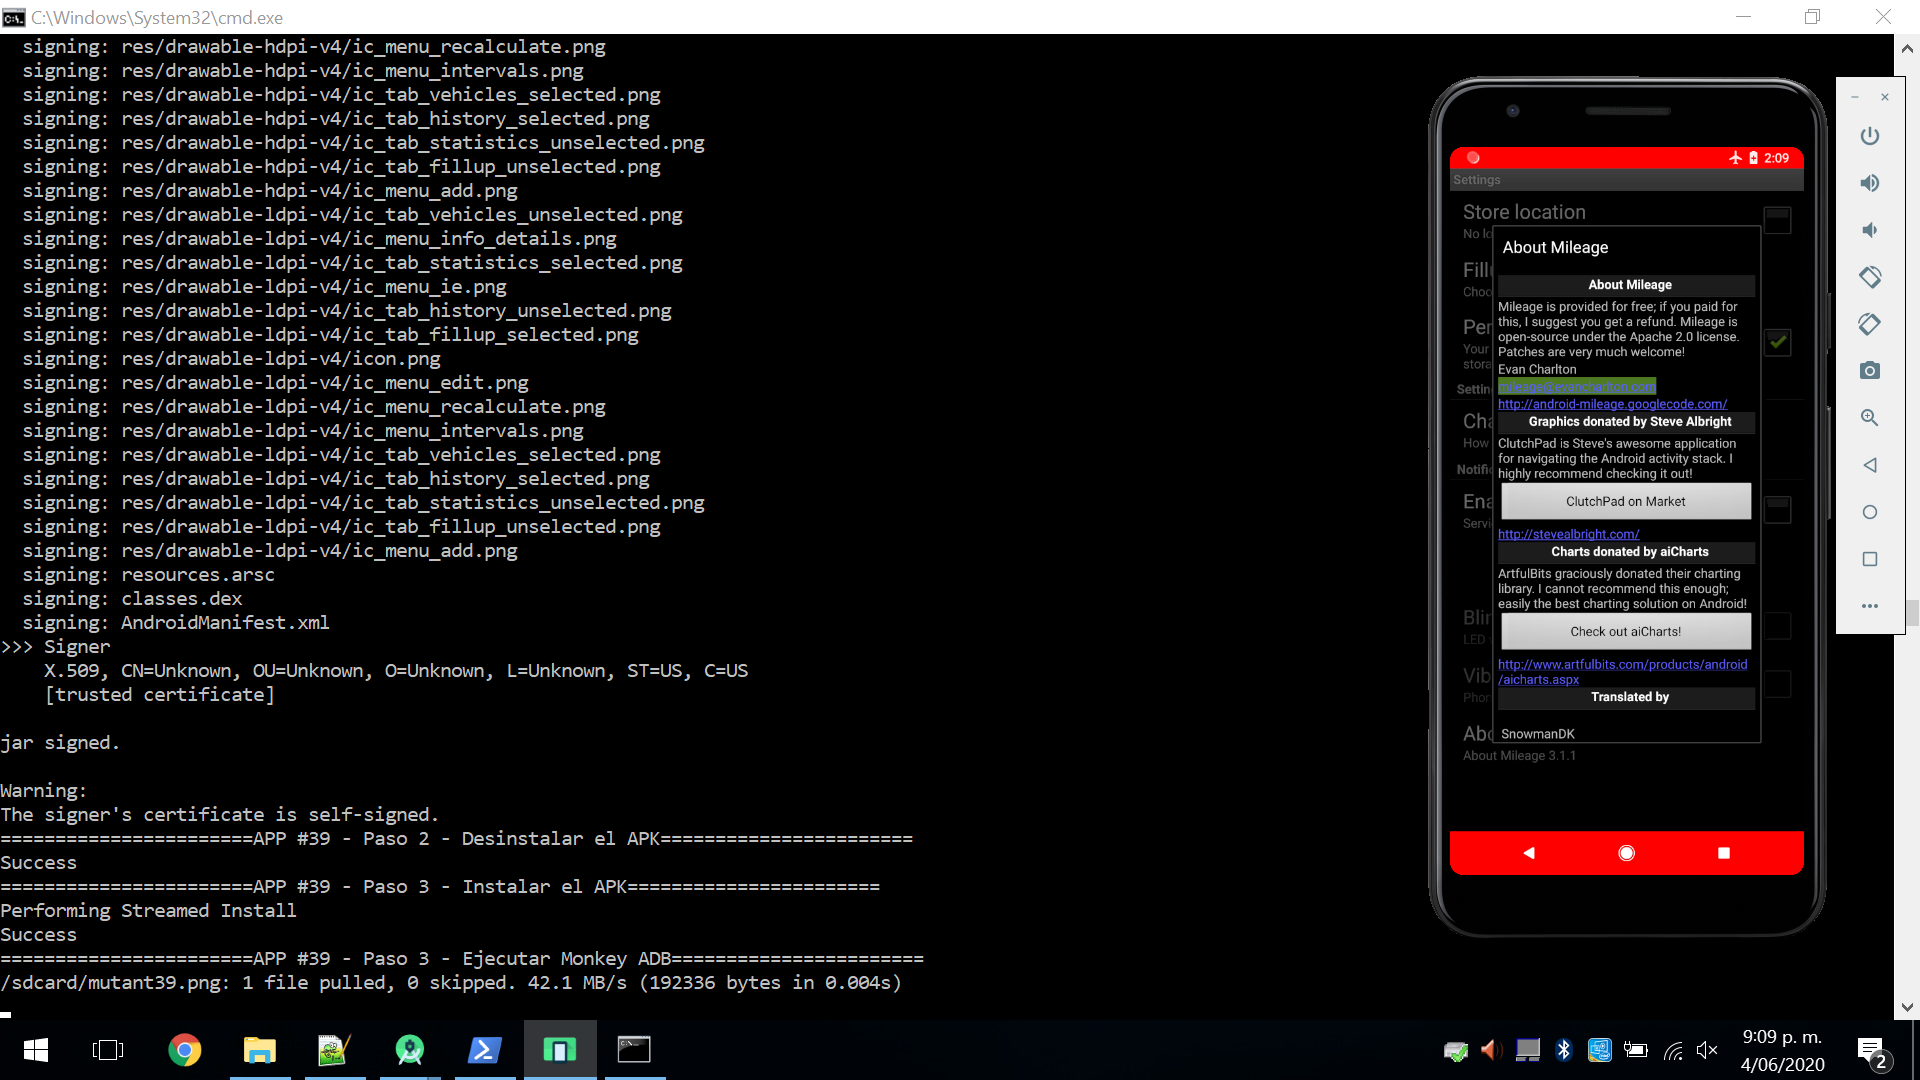 C:\Windows\System32\cmd.exe
signing: res/drawable-hdpi-v4/ic_menu_recalculate.png
signing: res/drawable-hdpi-v4/ic_menu_intervals.png
signing: res/drawable-hdpi-v4/ic_tab_vehicles_selected.png
signing: res/drawable-hdpi-v4/ic_tab_history_selected.png
signing: res/drawable-hdpi-v4/ic_tab_statistics_unselected.png
signing: res/drawable-hdpi-v4/ic_tab_fillup_unselected.png
signing: res/drawable-hdpi-v4/ic_menu_add.png
signing: res/drawable-ldpi-v4/ic_tab_vehicles_unselected.png
signing: res/drawable-ldpi-v4/ic_menu_info_details.png
signing: res/drawable-ldpi-v4/ic_tab_statistics_selected.png
signing: res/drawable-ldpi-v4/ic_menu_ie.png
signing: res/drawable-ldpi-v4/ic_tab_history_unselected.png
signing: res/drawable-ldpi-v4/ic_tab_fillup_selected.png
signing: res/drawable-ldpi-v4/icon.png
signing: res/drawable-ldpi-v4/ic_menu_edit.png
signing: res/drawable-ldpi-v4/ic_menu_recalculate.png
signing: res/drawable-ldpi-v4/ic_menu_intervals.png
signing: res/drawable-ldpi-v4/ic_tab_vehicles_selected.png
signing: res/drawable-ldpi-v4/ic_tab_history_selected.png
signing: res/drawable-ldpi-v4/ic_tab_statistics_unselected.png
signing: res/drawable-ldpi-v4/ic_tab_fillup_unselected.png
signing: res/drawable-ldpi-v4/ic_menu_add.png
signing: resources.arsc
signing: classes.dex
signing: AndroidManifest.xml
>>> Signer
X.509, CN=Unknown, OU=Unknown, O=Unknown, L=Unknown, ST=US, C=US
[trusted certificate]
jar signed.
Warning:
The signer's certificate is self-signed.
=======================APP #39 - Paso 2 - Desinstalar el APK=======================
Success
=======================APP #39 - Paso 3 - Instalar el APK=======================
Performing Streamed Install
Success
=======================APP #39 - Paso 3 - Ejecutar Monkey ADB=======================
/sdcard/mutant39.png: 1 file pulled, 0 skipped. 42.1 MB/s (192336 bytes in 0.004s)
2:09
Settings
Store location
No lo
Fill
Choo
Per
Your
stora
Settin
Cha
How
Notifi
Ena
Servi
Blin
LED
Vib
Phor
Abo
About Mileage 3.1.1
About Mileage
About Mileage
Mileage is provided for free; if you paid for
this, I suggest you get a refund. Mileage is
open-source under the Apache 2.0 license.
Patches are very much welcome!
Evan Charlton
mileage@evancharlton.com
http://android-mileage.googlecode.com/
Graphics donated by Steve Albright
ClutchPad is Steve's awesome application
for navigating the Android activity stack. I
highly recommend checking it out!
ClutchPad on Market
http://stevealbright.com/
Charts donated by aiCharts
ArtfulBits graciously donated their charting
library. I cannot recommend this enough;
easily the best charting solution on Android!
Check out aiCharts!
http://www.artfulbits.com/products/android
/aicharts.aspx
Translated by
SnowmanDK
9:09 p. m.
4/06/2020
2